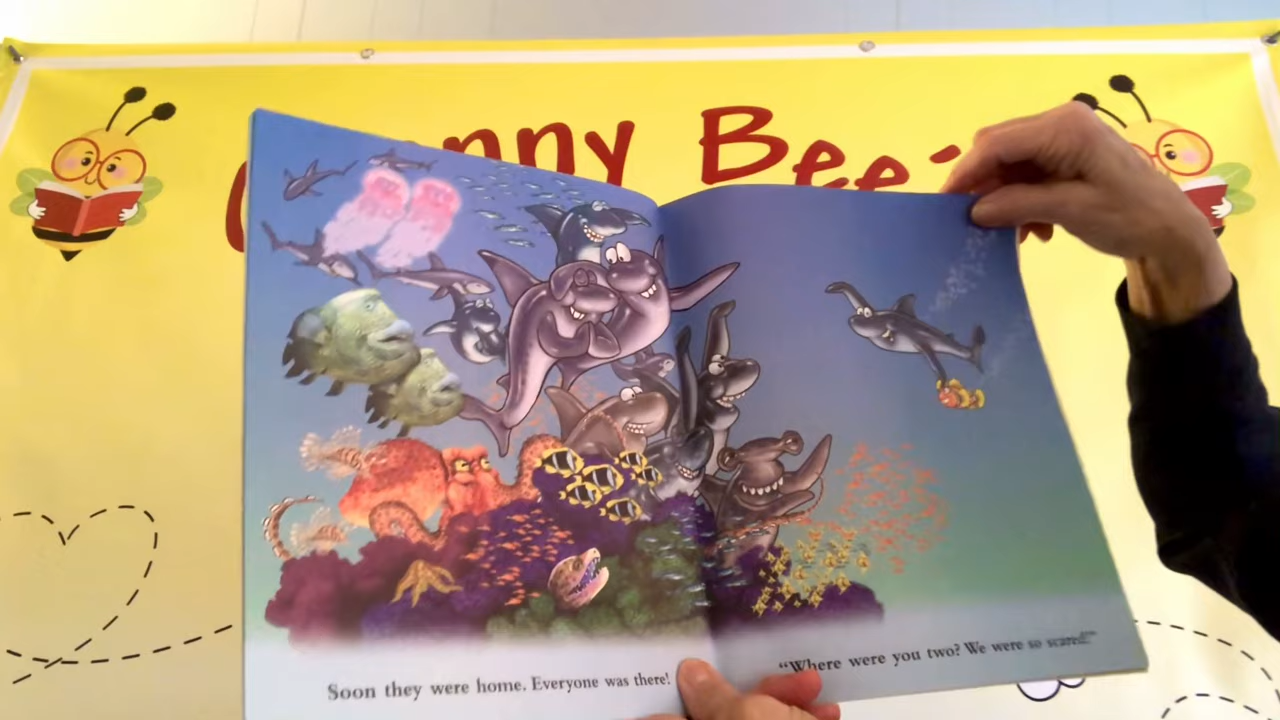 nny Bee's
Soon they were home. Everyone was there!
“Where were you two? We were so scared!”